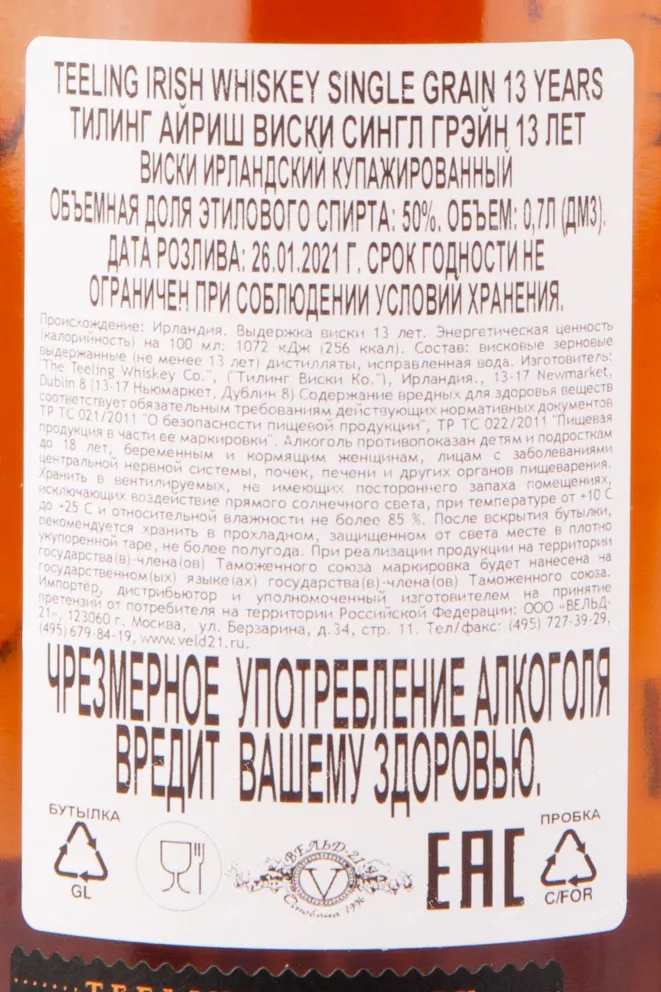 TEELING IRISH WHISKEY SINGLE GRAIN 13 YEARS
ТИЛИНГ АЙРИШ ВИСКИ СИНГЛ ГРЭЙН 13 ЛЕТ
ВИСКИ ИРЛАНДСКИЙ КУПАЖИРОВАННЫЙ
ОБЪЕМНАЯ ДОЛЯ ЭТИЛОВОГО СПИРТА: 50%. ОБЪЕМ: 0,7Л (ДМ3).
ДАТА РОЗЛИВА: 26.01.2021 Г. СРОК ГОДНОСТИ НЕ
ОГРАНИЧЕН ПРИ СОБЛЮДЕНИИ УСЛОВИЙ ХРАНЕНИЯ.
Происхождение: Ирландия. Выдержка виски 13 лет. Энергетическая ценность
(калорийность) на 100 мл: 1072 кДж (256 ккал). Состав: висковые зерновые
выдержанные (не менее 13 лет) дистилляты, исправленная вода. Изготовитель:
"The Teeling Whiskey Co.", ("Тилинг Виски Ко."), Ирландия., 13-17 Newmarket,
Dublin 8 (13-17 Ньюмаркет, Дублин 8) Содержание вредных для здоровья веществ
соответствует обязательным требованиям действующих нормативных документов
ТР ТС 021/2011 "О безопасности пищевой продукции", ТР ТС 022/2011 "Пищевая
продукция в части ее маркировки". Алкоголь противопоказан детям и подросткам
до 18 лет, беременным и кормящим женщинам, лицам с заболеваниями
центральной нервной системы, почек, печени и других органов пищеварения.
Хранить в вентилируемых, не имеющих постороннего запаха помещениях,
исключающих воздействие прямого солнечного света, при температуре от +10 С
до +25 С и относительной влажности не более 85 %. После вскрытия бутылки,
рекомендуется хранить в прохладном, защищенном от света месте в плотно
укупоренной таре, не более полугода. При реализации продукции на территории
государства(в)-члена(ов) Таможенного союза маркировка будет нанесена на
государственном(ых) языке(ах) государства(в)-члена(ов) Таможенного союза.
Импортёр, дистрибьютор и уполномоченный изготовителем на принятие
претензий от потребителя на территории Российской Федерации: ООО «ВЕЛЬД-
21», 123060 г. Москва, ул. Берзарина, д.34, стр. 11. Тел/факс: (495) 727-39-29,
(495) 679-84-19, www.veld21.ru.
ЧРЕЗМЕРНОЕ УПОТРЕБЛЕНИЕ АЛКОГОЛЯ
ВРЕДИТ ВАШЕМУ ЗДОРОВЬЮ.
БУТЫЛКА
GL
ВЕЛЬД-21
V
Основана 1996
ЕАС
ПРОБКА
C/FOR